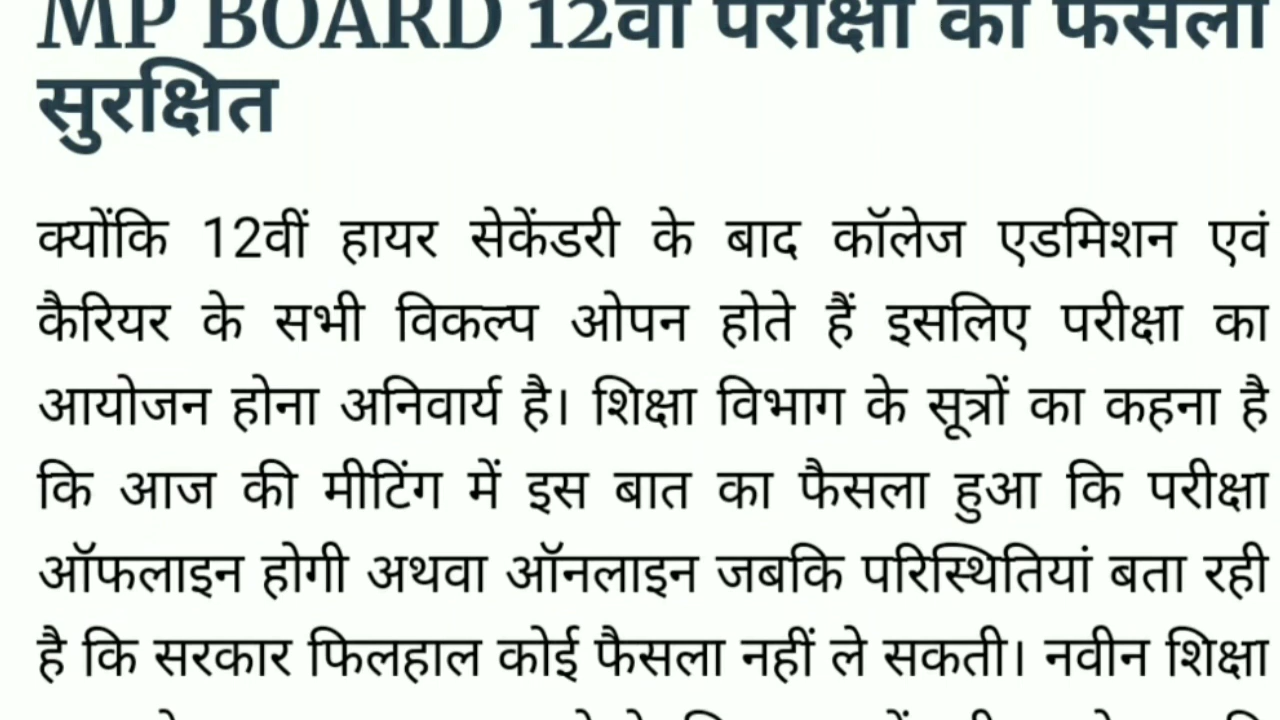 MP BOARD 12वीं परीक्षा का फैसला
सुरक्षित
क्योंकि 12वीं हायर सेकेंडरी के बाद कॉलेज एडमिशन एवं
कैरियर के सभी विकल्प ओपन होते हैं इसलिए परीक्षा का
आयोजन होना अनिवार्य है। शिक्षा विभाग के सूत्रों का कहना है
कि आज की मीटिंग में इस बात का फैसला हुआ कि परीक्षा
ऑफलाइन होगी अथवा ऑनलाइन जबकि परिस्थितियां बता रही
है कि सरकार फिलहाल कोई फैसला नहीं ले सकती। नवीन शिक्षा